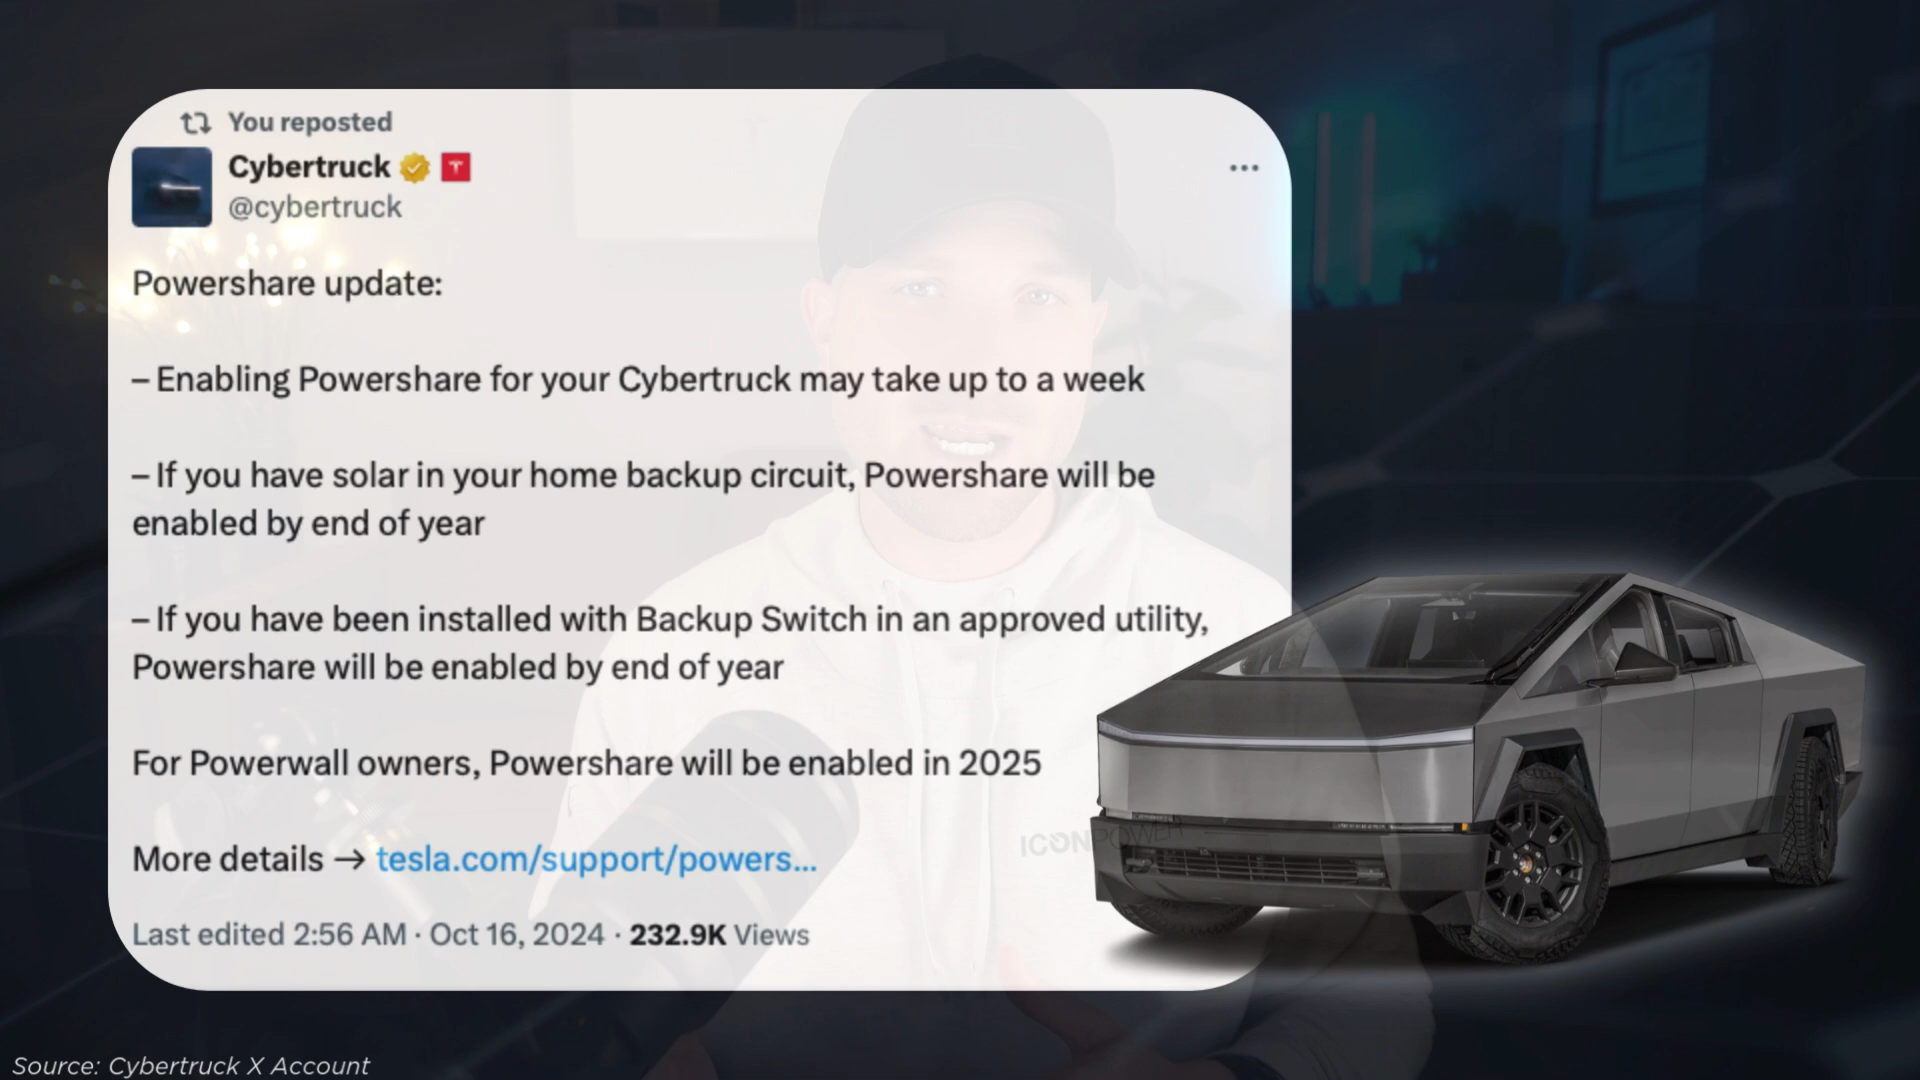 You reposted
Cybertruck
@cybertruck
Powershare update:
– Enabling Powershare for your Cybertruck may take up to a week
– If you have solar in your home backup circuit, Powershare will be
enabled by end of year
– If you have been installed with Backup Switch in an approved utility,
Powershare will be enabled by end of year
For Powerwall owners, Powershare will be enabled in 2025
More details → tesla.com/support/powers...
Last edited 2:56 AM · Oct 16, 2024 · 232.9K Views
ICONPOWER
Source: Cybertruck X Account